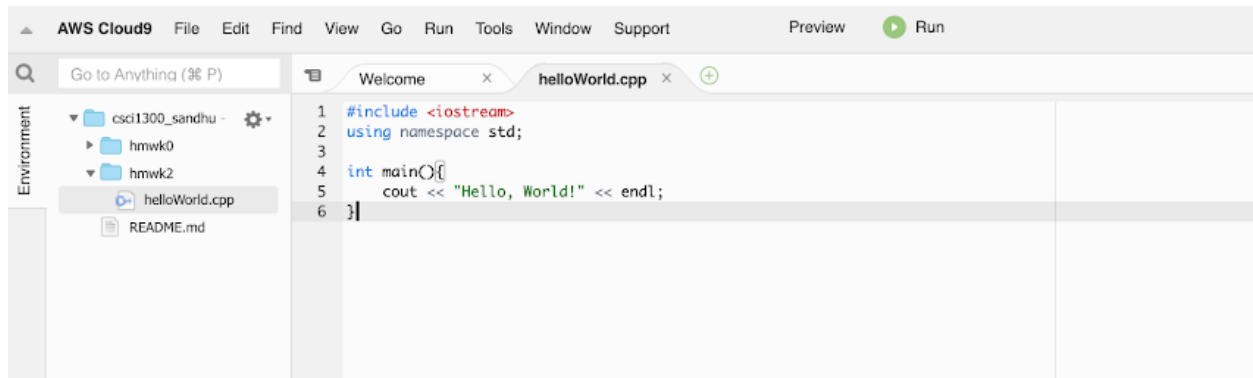 AWS Cloud9 File Edit Find View Go Run Tools Window Support Preview Run
Go to Anything (⌘ P)
Welcome × helloWorld.cpp ×
Environment
csci1300_sandhu -
hmwk0
hmwk2
helloWorld.cpp
README.md
1 #include <iostream>
2 using namespace std;
3
4 int main(){
5     cout << "Hello, World!" << endl;
6 }